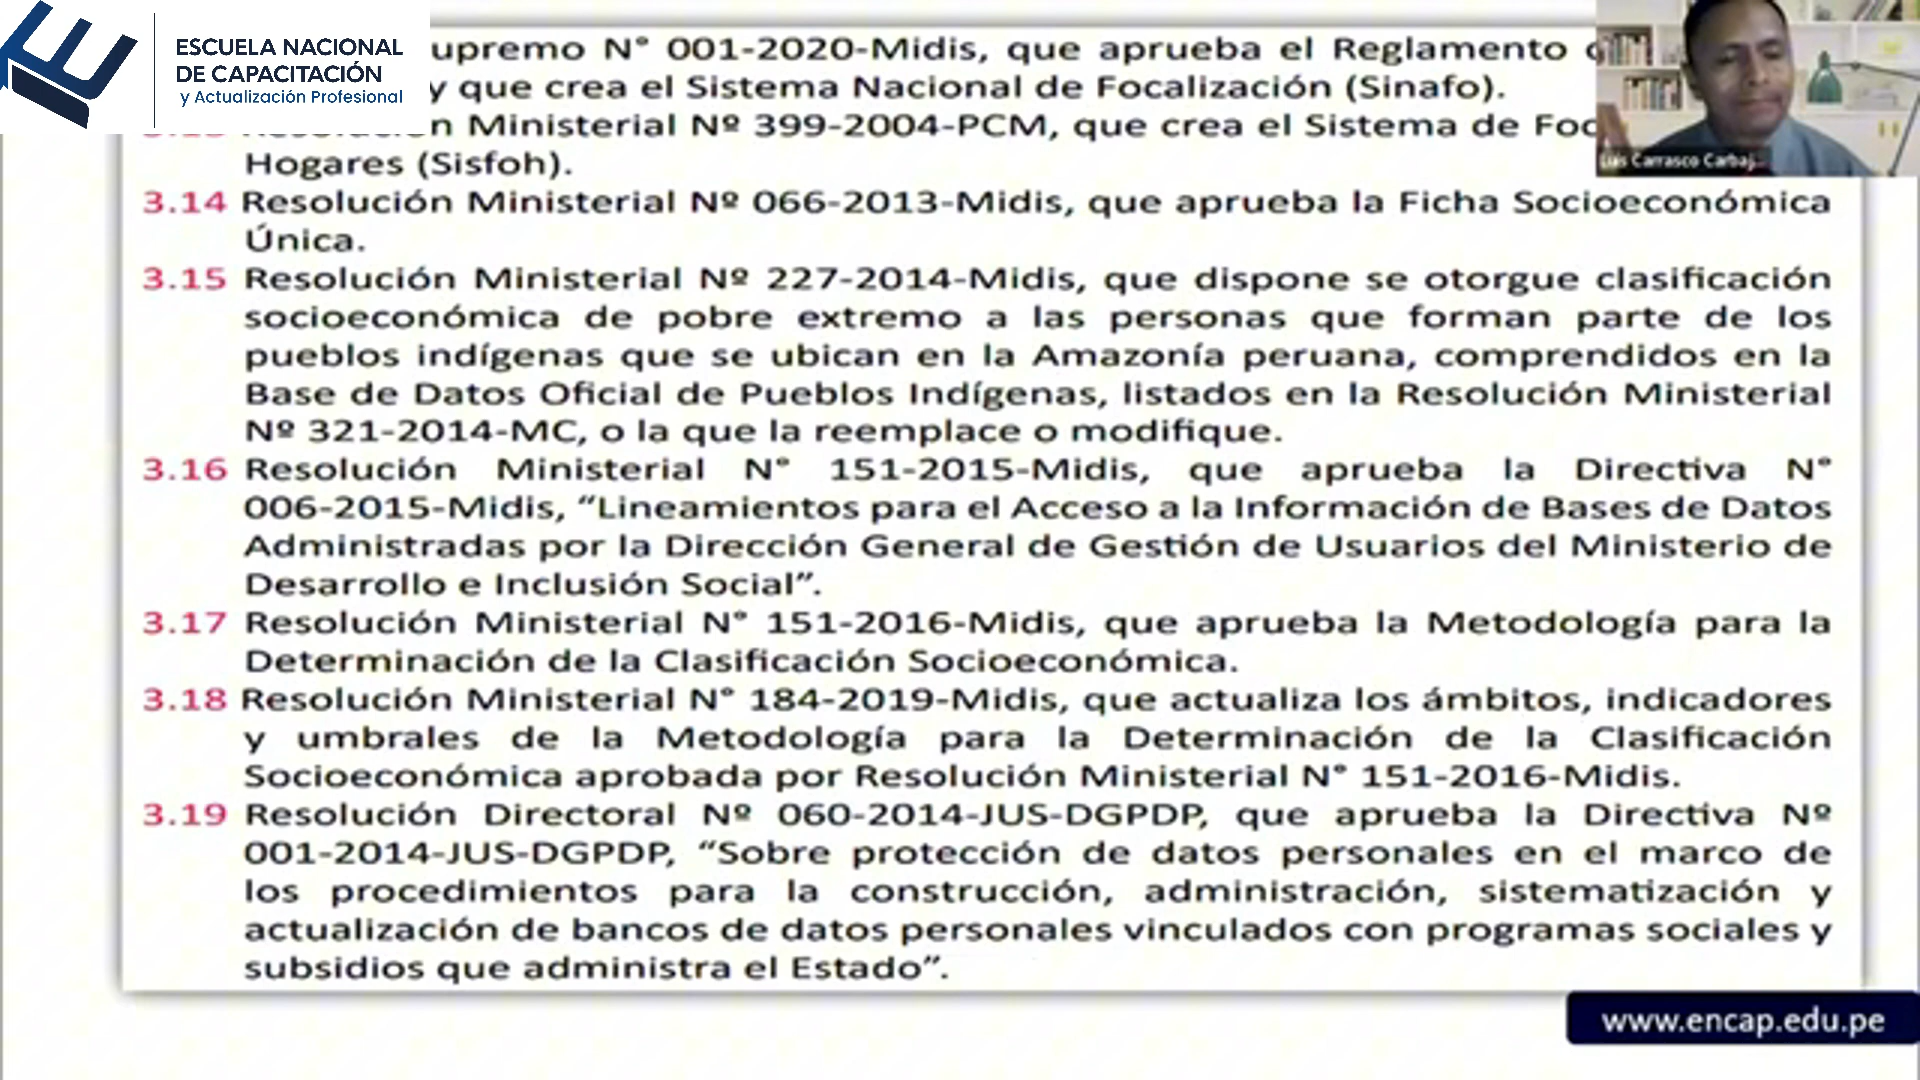 ESCUELA NACIONAL
DE CAPACITACIÓN
y Actualización Profesional
upremo N° 001-2020-Midis, que aprueba el Reglamento
y que crea el Sistema Nacional de Focalización (Sinafo).
Ministerial Nº 399-2004-PCM, que crea el Sistema de
Hogares (Sisfoh).
3.14 Resolución Ministerial Nº 066-2013-Midis, que aprueba la Ficha Socioeconómica
Única.
3.15 Resolución Ministerial Nº 227-2014-Midis, que dispone se otorgue clasificación
socioeconómica de pobre extremo a las personas que forman parte de los
pueblos indígenas que se ubican en la Amazonía peruana, comprendidos en la
Base de Datos Oficial de Pueblos Indígenas, listados en la Resolución Ministerial
Nº 321-2014-MC, o la que la reemplace o modifique.
3.16 Resolución Ministerial N° 151-2015-Midis, que aprueba la Directiva N°
006-2015-Midis, “Lineamientos para el Acceso a la Información de Bases de Datos
Administradas por la Dirección General de Gestión de Usuarios del Ministerio de
Desarrollo e Inclusión Social”.
3.17 Resolución Ministerial N° 151-2016-Midis, que aprueba la Metodología para la
Determinación de la Clasificación Socioeconómica.
3.18 Resolución Ministerial N° 184-2019-Midis, que actualiza los ámbitos, indicadores
y umbrales de la Metodología para la Determinación de la Clasificación
Socioeconómica aprobada por Resolución Ministerial N° 151-2016-Midis.
3.19 Resolución Directoral Nº 060-2014-JUS-DGPDP, que aprueba la Directiva Nº
001-2014-JUS-DGPDP, “Sobre protección de datos personales en el marco de
los procedimientos para la construcción, administración, sistematización y
actualización de bancos de datos personales vinculados con programas sociales y
subsidios que administra el Estado”.
Luis Carrasco Carbaj...
www.encap.edu.pe